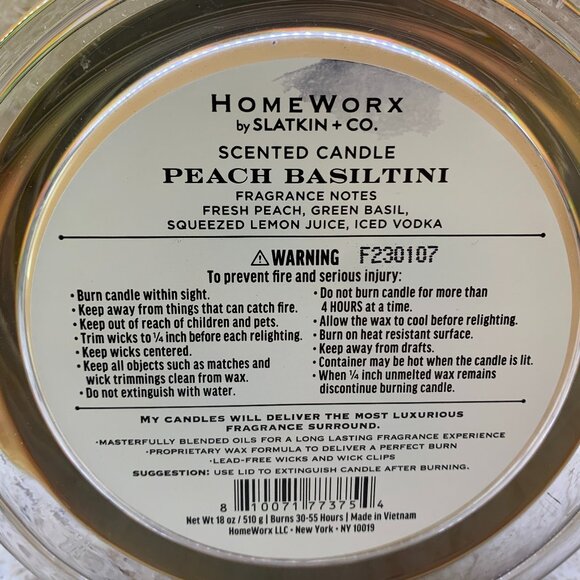 HOMEWORX
by SLATKIN + CO.
SCENTED CANDLE
PEACH BASILTINI
FRAGRANCE NOTES
FRESH PEACH, GREEN BASIL,
SQUEEZED LEMON JUICE, ICED VODKA
⚠WARNING F230107
To prevent fire and serious injury:
• Burn candle within sight.
• Keep away from things that can catch fire.
• Keep out of reach of children and pets.
• Trim wicks to ¼ inch before each relighting.
• Keep wicks centered.
• Keep all objects such as matches and
wick trimmings clean from wax.
• Do not extinguish with water.
• Do not burn candle for more than
4 HOURS at a time.
• Allow the wax to cool before relighting.
• Burn on heat resistant surface.
• Keep away from drafts.
• Container may be hot when the candle is lit.
• When ¼ inch unmelted wax remains
discontinue burning candle.
MY CANDLES WILL DELIVER THE MOST LUXURIOUS
FRAGRANCE SURROUND.
•MASTERFULLY BLENDED OILS FOR A LONG LASTING FRAGRANCE EXPERIENCE
•PROPRIETARY WAX FORMULA TO DELIVER A PERFECT BURN
•LEAD-FREE WICKS AND WICK CLIPS
SUGGESTION: USE LID TO EXTINGUISH CANDLE AFTER BURNING.
8 10071 77375 4
Net Wt 18 oz / 510 g | Burns 30-55 Hours | Made in Vietnam
HomeWorx LLC • New York • NY 10019